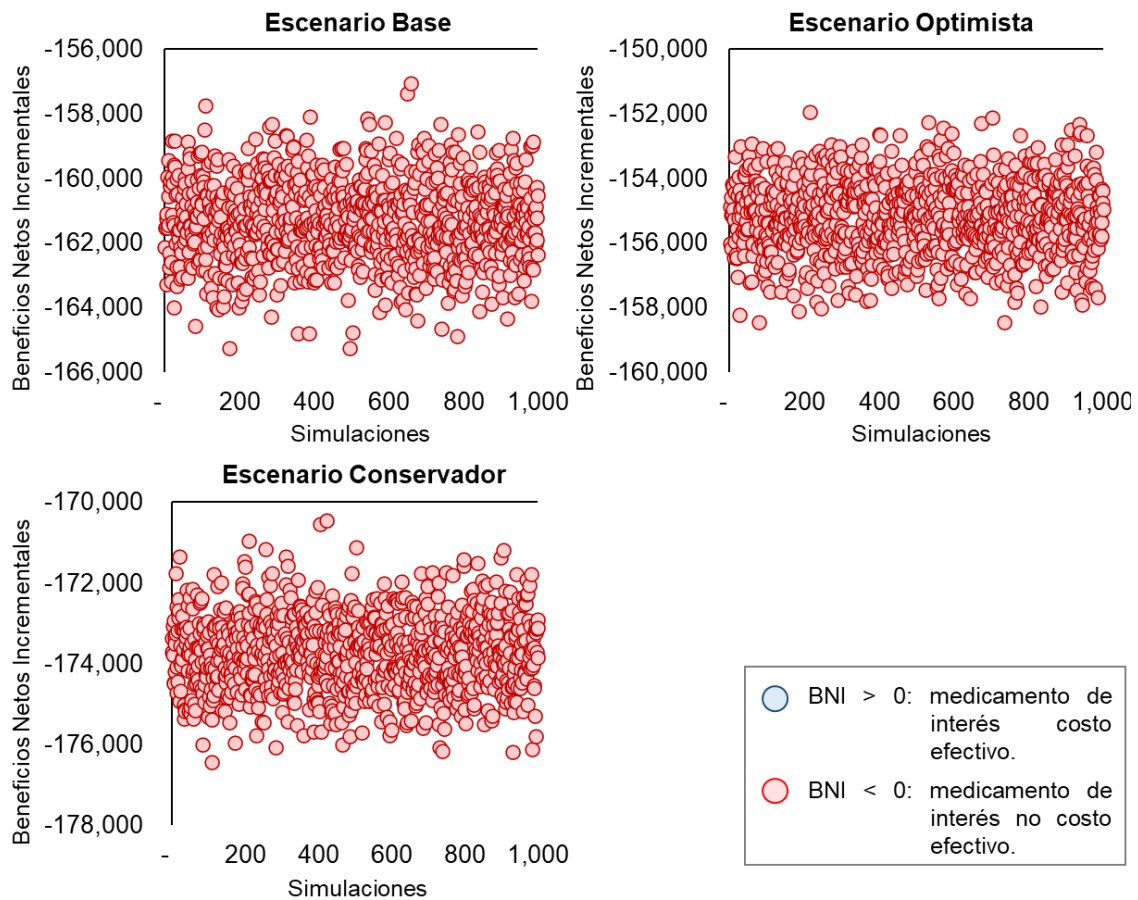 Escenario Base
-156,000
-158,000
-160,000
-162,000
-164,000
-166,000
Beneficios Netos Incrementales
- 200 400 600 800 1,000
Simulaciones
Escenario Optimista
-150,000
-152,000
-154,000
-156,000
-158,000
-160,000
Beneficios Netos Incrementales
- 200 400 600 800 1,000
Simulaciones
Escenario Conservador
-170,000
-172,000
-174,000
-176,000
-178,000
Beneficios Netos Incrementales
- 200 400 600 800 1,000
Simulaciones
BNI > 0: medicamento de
interés costo
efectivo.
BNI < 0: medicamento de
interés no costo
efectivo.